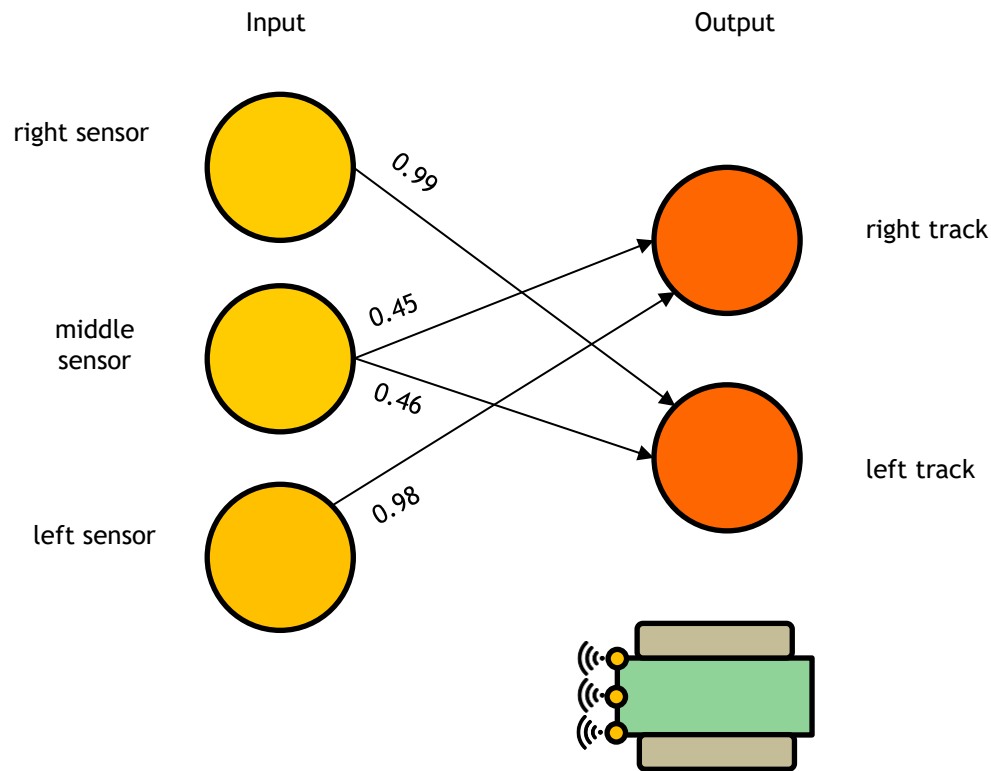 Input
Output
right sensor
0.99
right track
0.45
middle
sensor
0.46
left track
0.98
left sensor